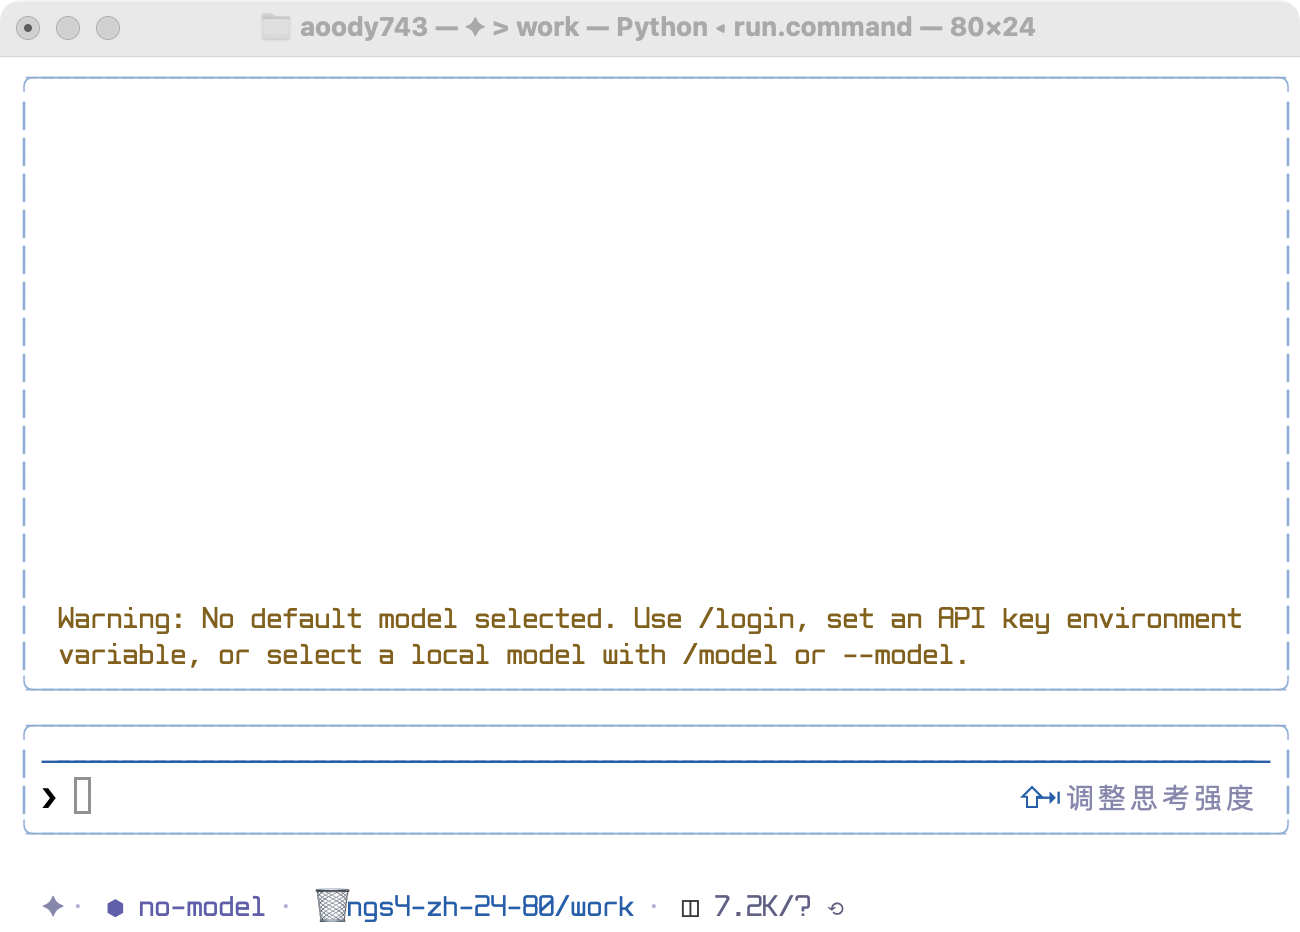 aoody743 — ✦ > work — Python ◂ run.command — 80×24
Warning: No default model selected. Use /login, set an API key environment
variable, or select a local model with /model or --model.
❯ 调整思考强度
✦ · ⬢ no-model · 🗑ngs4-zh-24-80/work · ◫ 7.2K/? ⟲